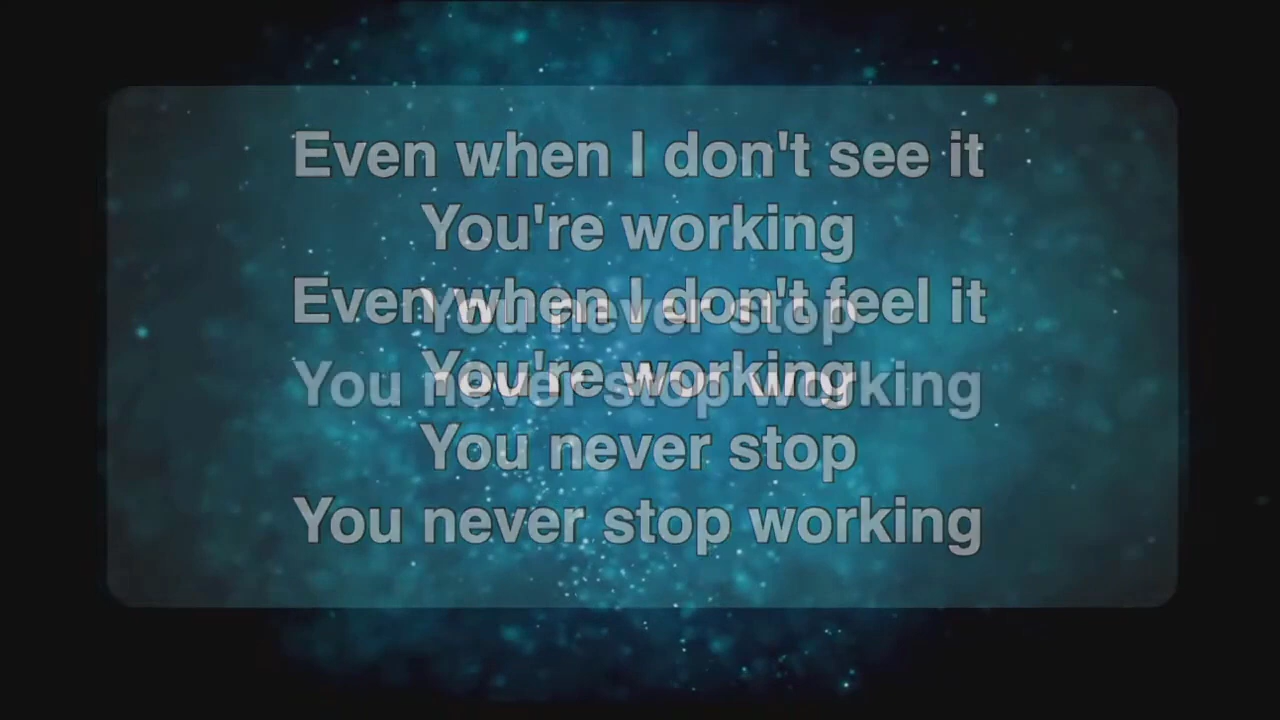 Even when I don't see it
You're working
Even when I don't feel it
You never stop
You're working
You never stop working
You never stop
You never stop working